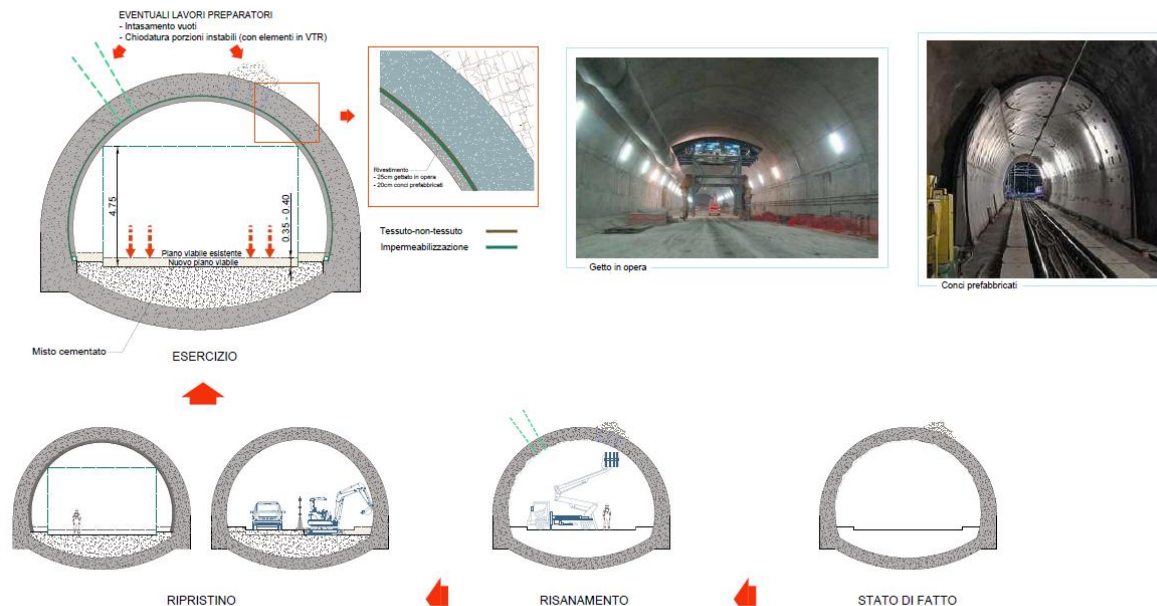 EVENTUALI LAVORI PREPARATORI
- Intasamento vuoti
- Chiodatura porzioni instabili (con elementi in VTR)
4.75
0.35 - 0.40
Plano viabile esistente
Nuovo plano viabile
Misto cementato
ESERCIZIO
Rivestimento
- 25cm gettato in opera
- 20cm conci prefabbricati
Tessuto-non-tessuto
Impermeabilizzazione
Getto in opera
Conci prefabbricati
RIPRISTINO
RISANAMENTO
STATO DI FATTO